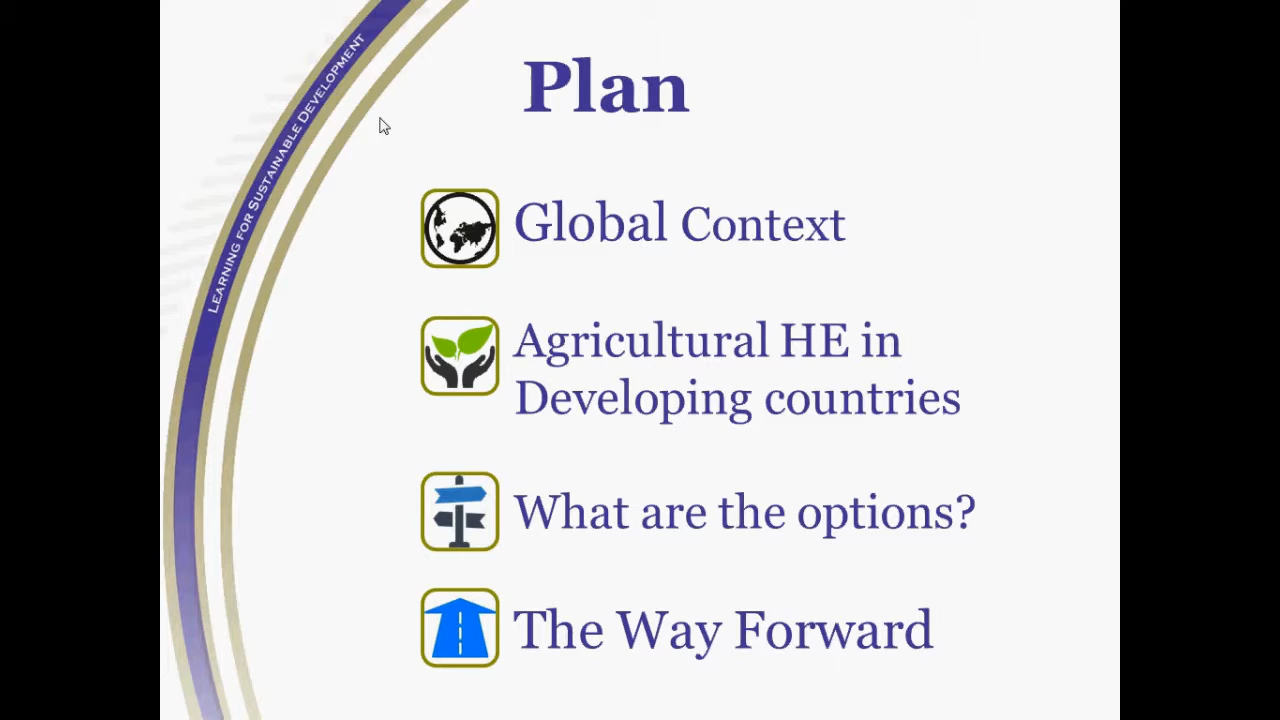 Plan
LEARNING FOR SUSTAINABLE DEVELOPMENT
Global Context
Agricultural HE in
Developing countries
What are the options?
The Way Forward